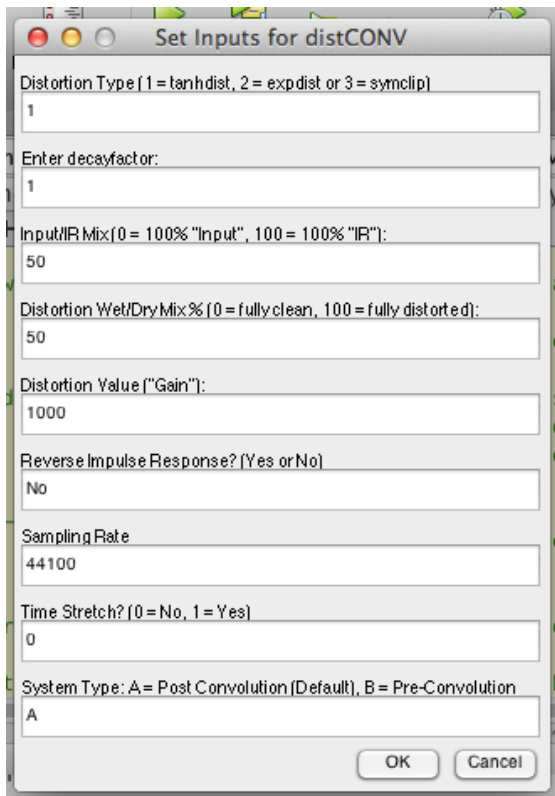 Set Inputs for distCONV
Distortion Type (1 = tanhdist, 2 = expdist or 3 = symclip)
1
Enter decayfactor:
1
Input/IR Mix(0 = 100% "Input", 100 = 100% "IR"):
50
Distortion Wet/Dry Mix % (0 = fully clean, 100 = fully distorted):
50
Distortion Value ("Gain"):
1000
Reverse Impulse Response? (Yes or No)
No
Sampling Rate
44100
Time Stretch? (0 = No, 1 = Yes)
0
System Type: A = Post Convolution (Default), B = Pre-Convolution
A
OK Cancel